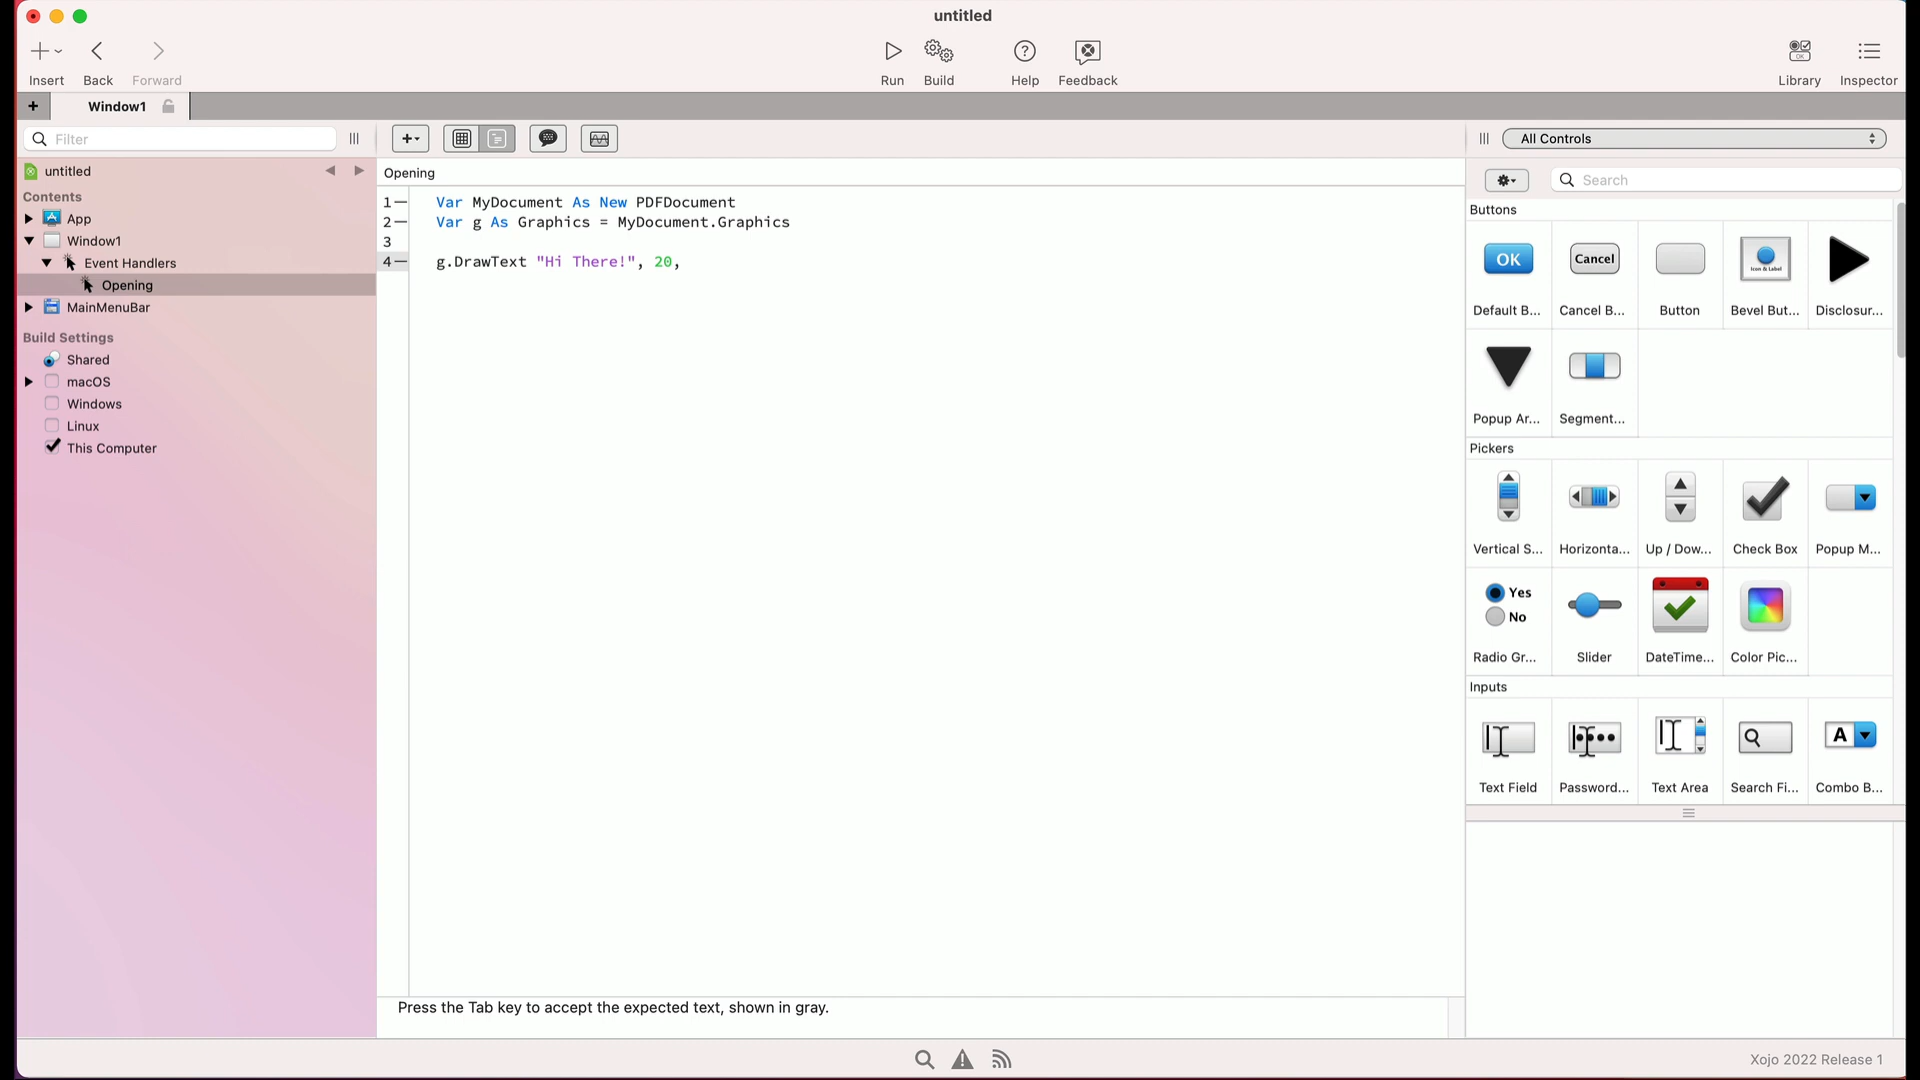 untitled
Insert
Back
Forward
Run
Build
Help
Feedback
Library
Inspector
Window1
Filter
All Controls
untitled
Opening
Search
Contents
App
Window1
Event Handlers
Opening
MainMenuBar
Build Settings
Shared
macOS
Windows
Linux
This Computer
1
2
3
4
Var MyDocument As New PDFDocument
Var g As Graphics = MyDocument.Graphics
g.DrawText "Hi There!", 20,
Buttons
OK
Cancel
Icon & Label
Default B...
Cancel B...
Button
Bevel But...
Disclosur...
Popup Ar...
Segment...
Pickers
Vertical S...
Horizonta...
Up / Dow...
Check Box
Popup M...
Yes
No
Radio Gr...
Slider
DateTime...
Color Pic...
Inputs
A
Text Field
Password...
Text Area
Search Fi...
Combo B...
Press the Tab key to accept the expected text, shown in gray.
Xojo 2022 Release 1